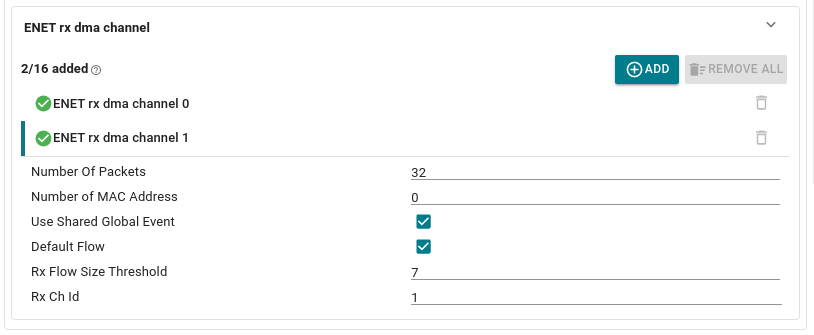 ENET rx dma channel
2/16 added
ADD
REMOVE ALL
ENET rx dma channel 0
ENET rx dma channel 1
Number Of Packets 32
Number of MAC Address 0
Use Shared Global Event
Default Flow
Rx Flow Size Threshold 7
Rx Ch Id 1